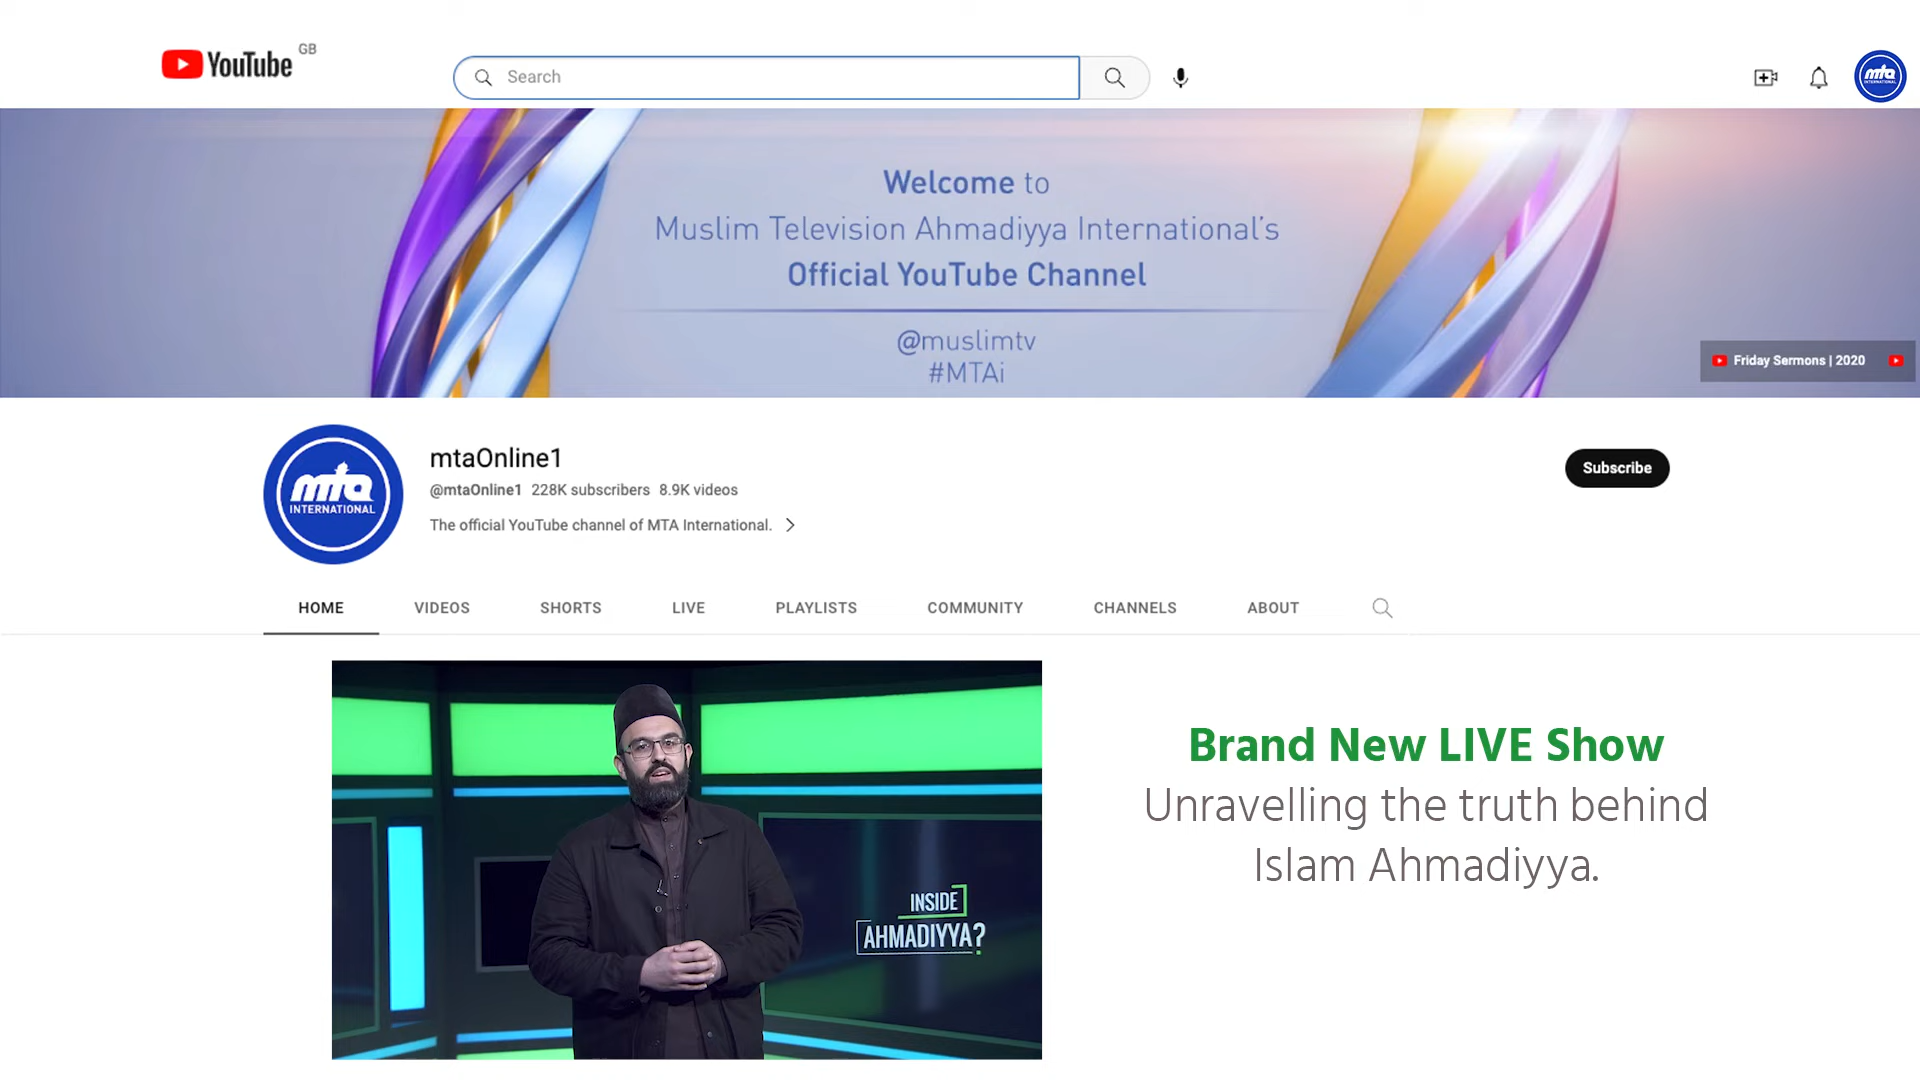 YouTube GB
Search
mta
INTERNATIONAL
Welcome to
Muslim Television Ahmadiyya International's
Official YouTube Channel
@muslimtv
#MTAi
Friday Sermons | 2020
mta
INTERNATIONAL
mtaOnline1
@mtaOnline1 228K subscribers 8.9K videos
The official YouTube channel of MTA International.
Subscribe
HOME VIDEOS SHORTS LIVE PLAYLISTS COMMUNITY CHANNELS ABOUT
INSIDE
AHMADIYYA?
Brand New LIVE Show
Unravelling the truth behind
Islam Ahmadiyya.